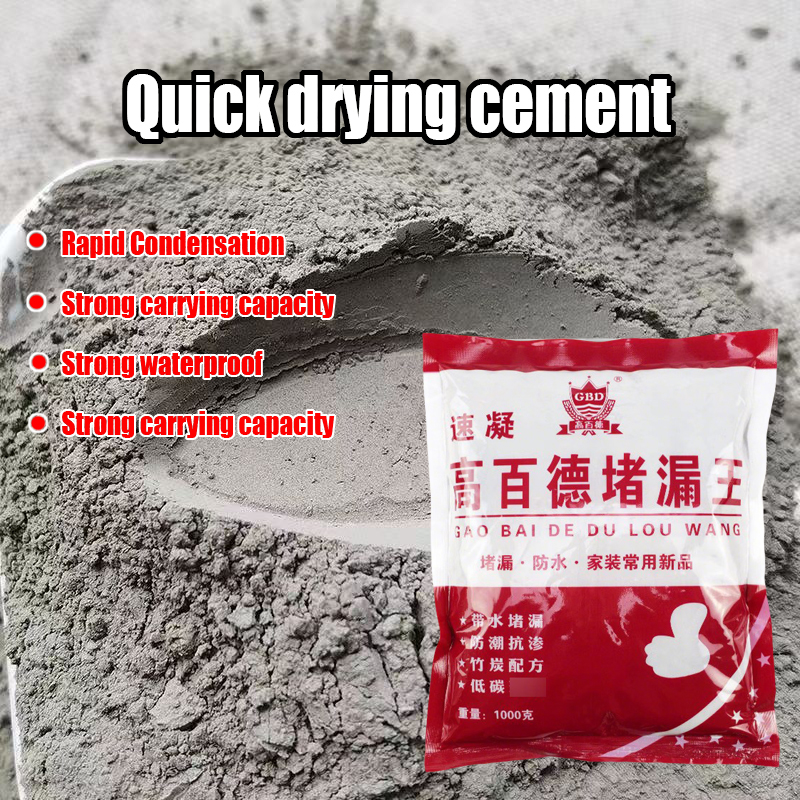 Quick drying cement
Rapid Condensation
Strong carrying capacity
Strong waterproof
Strong carrying capacity
GBD
®
高百德
速凝
高百德堵漏王
GAO BAI DE DU LOU WANG
堵漏·防水·家装常用新品
★带水堵漏
★防潮抗渗
★竹炭配方
★低碳
重量：1000克